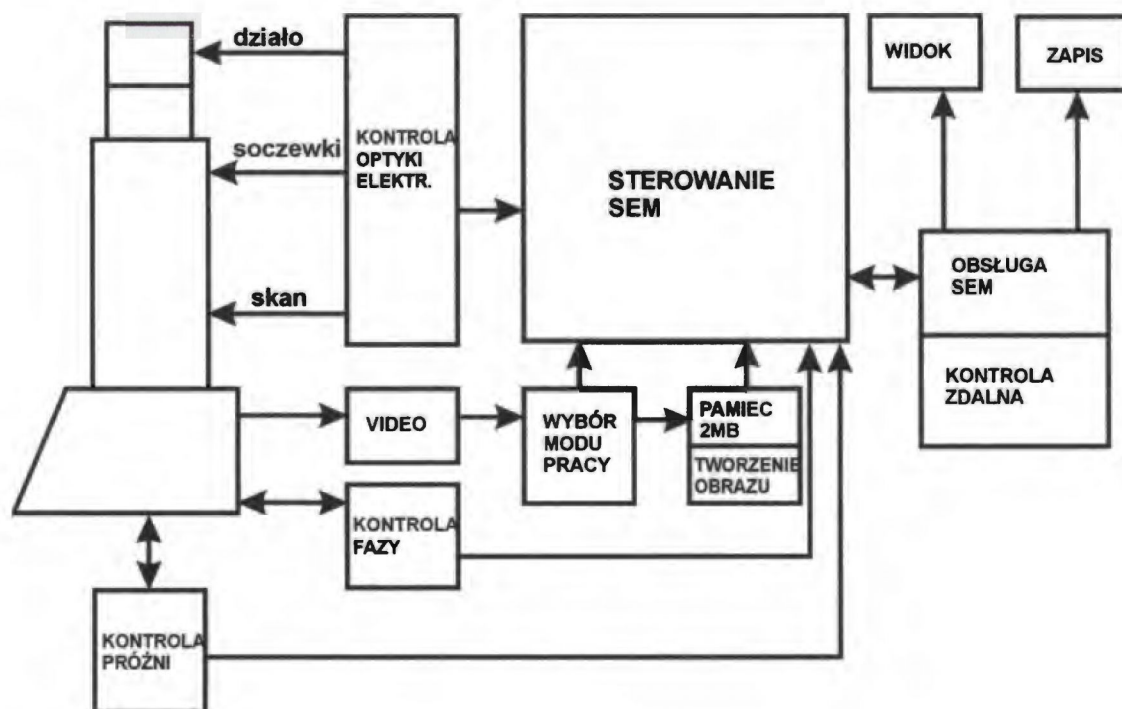 działo
soczewki
skan
KONTROLA
OPTYKI
ELEKTR.
STEROWANIE
SEM
WIDOK
ZAPIS
OBSŁUGA
SEM
KONTROLA
ZDALNA
VIDEO
WYBÓR
MODU
PRACY
PAMIEC
2MB
TWORZENIE
OBRAZU
KONTROLA
FAZY
KONTROLA
PRÓŻNI